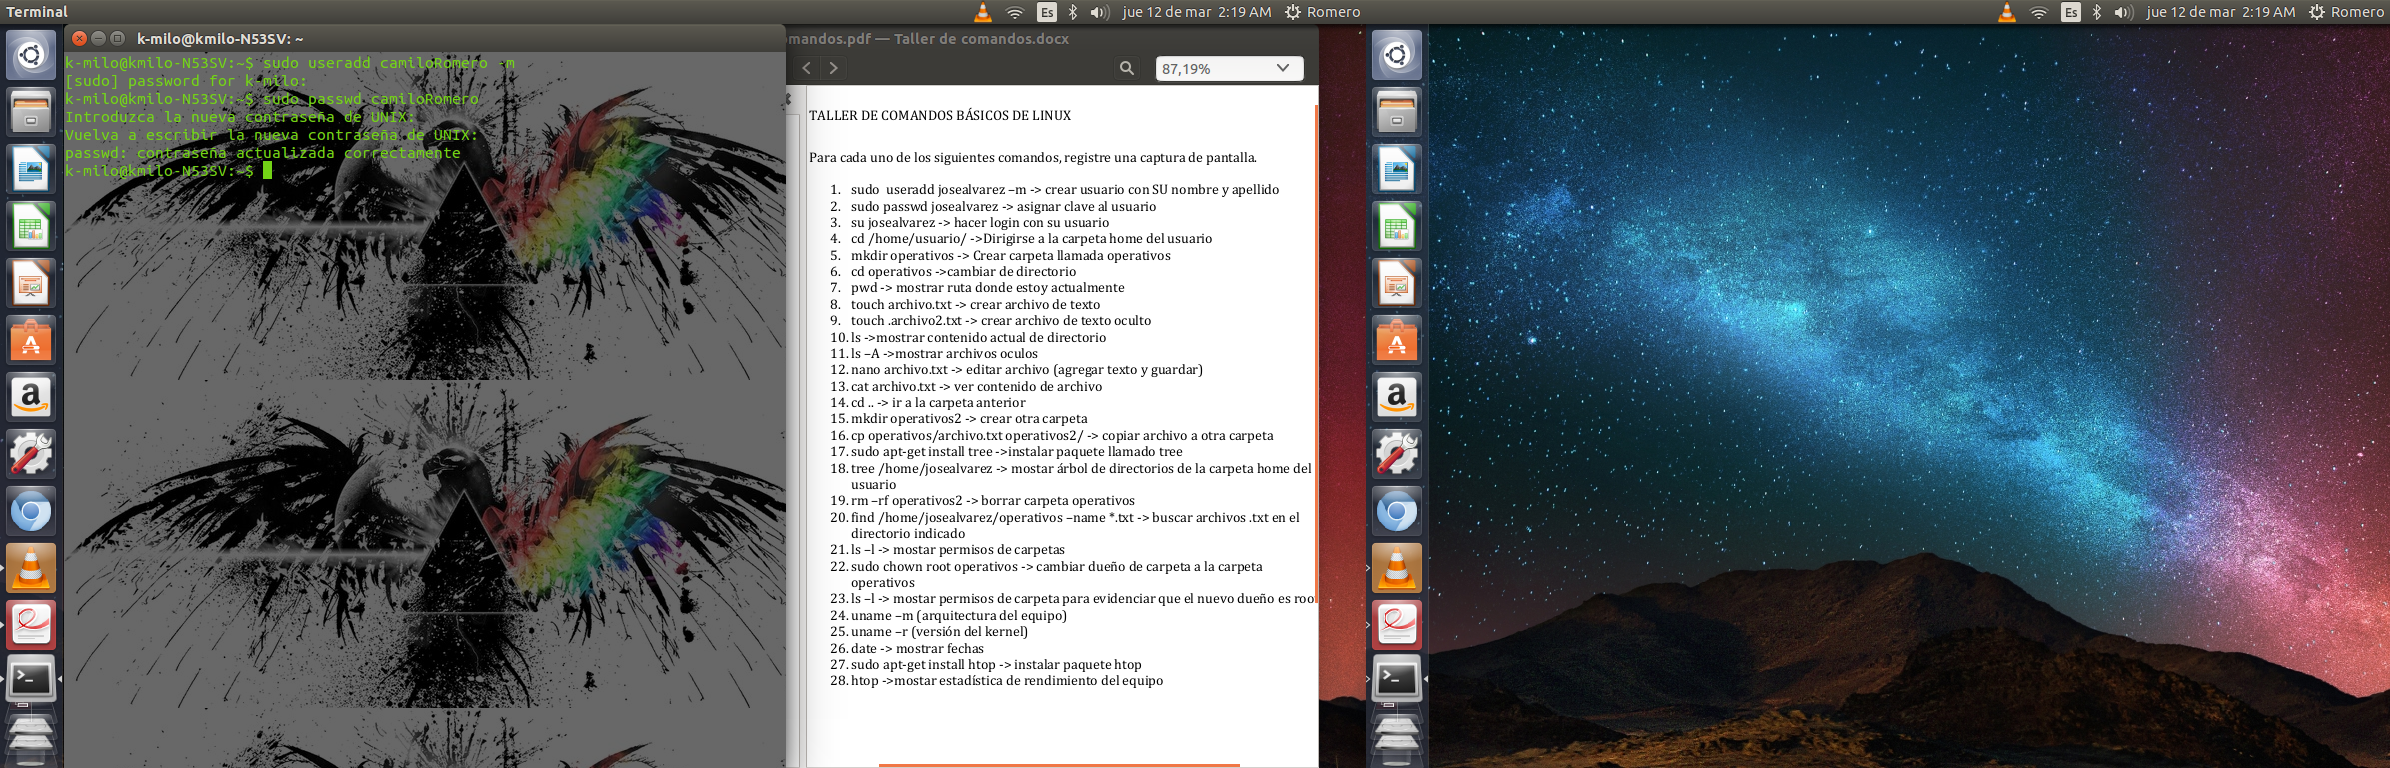 Terminal
Es jue 12 de mar 2:19 AM Romero
Es jue 12 de mar 2:19 AM Romero
k-milo@kmilo-N53SV: ~
k-milo@kmilo-N53SV:~$ sudo useradd camiloRomero -m
[sudo] password for k-milo:
k-milo@kmilo-N53SV:~$ sudo passwd camiloRomero
Introduzca la nueva contraseña de UNIX:
Vuelva a escribir la nueva contraseña de UNIX:
passwd: contraseña actualizada correctamente
k-milo@kmilo-N53SV:~$
omandos.pdf — Taller de comandos.docx
87,19%
TALLER DE COMANDOS BÁSICOS DE LINUX
Para cada uno de los siguientes comandos, registre una captura de pantalla.
1. sudo useradd josealvarez –m -> crear usuario con SU nombre y apellido
2. sudo passwd josealvarez -> asignar clave al usuario
3. su josealvarez -> hacer login con su usuario
4. cd /home/usuario/ ->Dirigirse a la carpeta home del usuario
5. mkdir operativos -> Crear carpeta llamada operativos
6. cd operativos ->cambiar de directorio
7. pwd -> mostrar ruta donde estoy actualmente
8. touch archivo.txt -> crear archivo de texto
9. touch .archivo2.txt -> crear archivo de texto oculto
10. ls ->mostrar contenido actual de directorio
11. ls –A ->mostrar archivos oculos
12. nano archivo.txt -> editar archivo (agregar texto y guardar)
13. cat archivo.txt -> ver contenido de archivo
14. cd .. -> ir a la carpeta anterior
15. mkdir operativos2 -> crear otra carpeta
16. cp operativos/archivo.txt operativos2/ -> copiar archivo a otra carpeta
17. sudo apt-get install tree ->instalar paquete llamado tree
18. tree /home/josealvarez -> mostar árbol de directorios de la carpeta home del
usuario
19. rm –rf operativos2 -> borrar carpeta operativos
20. find /home/josealvarez/operativos –name *.txt -> buscar archivos .txt en el
directorio indicado
21. ls –l -> mostar permisos de carpetas
22. sudo chown root operativos -> cambiar dueño de carpeta a la carpeta
operativos
23. ls –l -> mostar permisos de carpeta para evidenciar que el nuevo dueño es roo
24. uname –m (arquitectura del equipo)
25. uname –r (versión del kernel)
26. date -> mostrar fechas
27. sudo apt-get install htop -> instalar paquete htop
28. htop ->mostar estadística de rendimiento del equipo